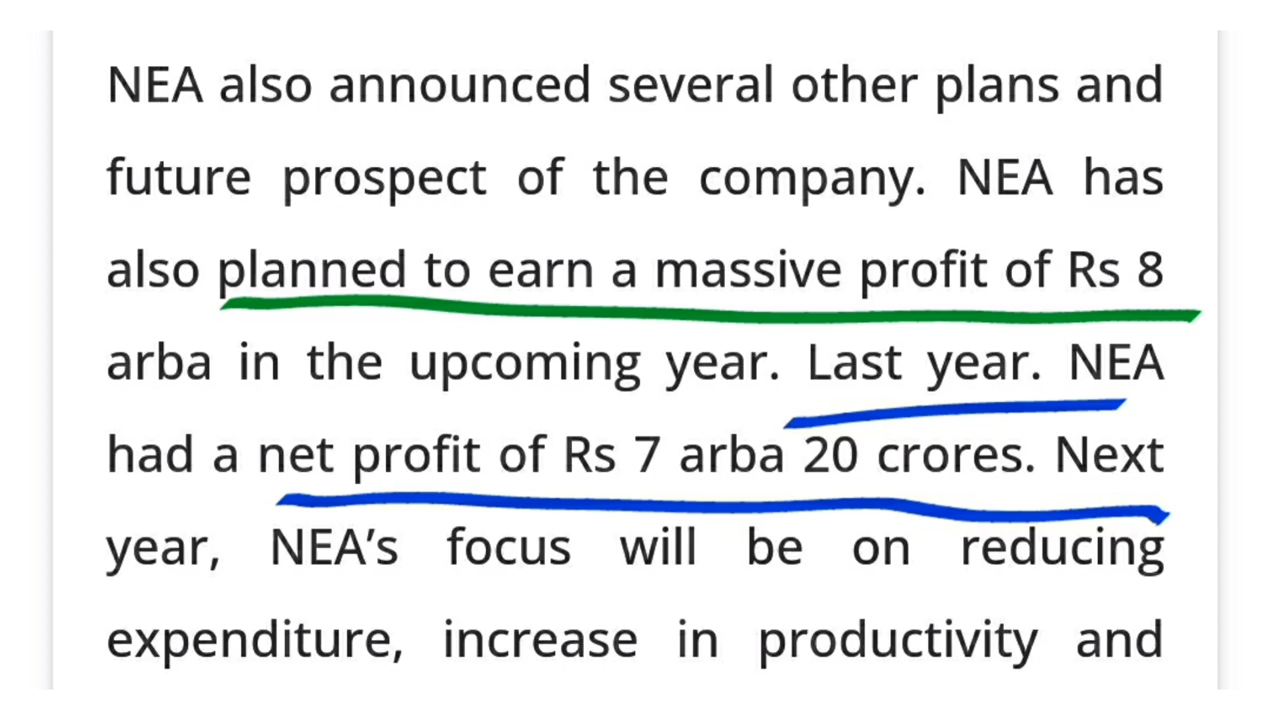 NEA also announced several other plans and
future prospect of the company. NEA has
also planned to earn a massive profit of Rs 8
arba in the upcoming year. Last year. NEA
had a net profit of Rs 7 arba 20 crores. Next
year, NEA’s focus will be on reducing
expenditure, increase in productivity and